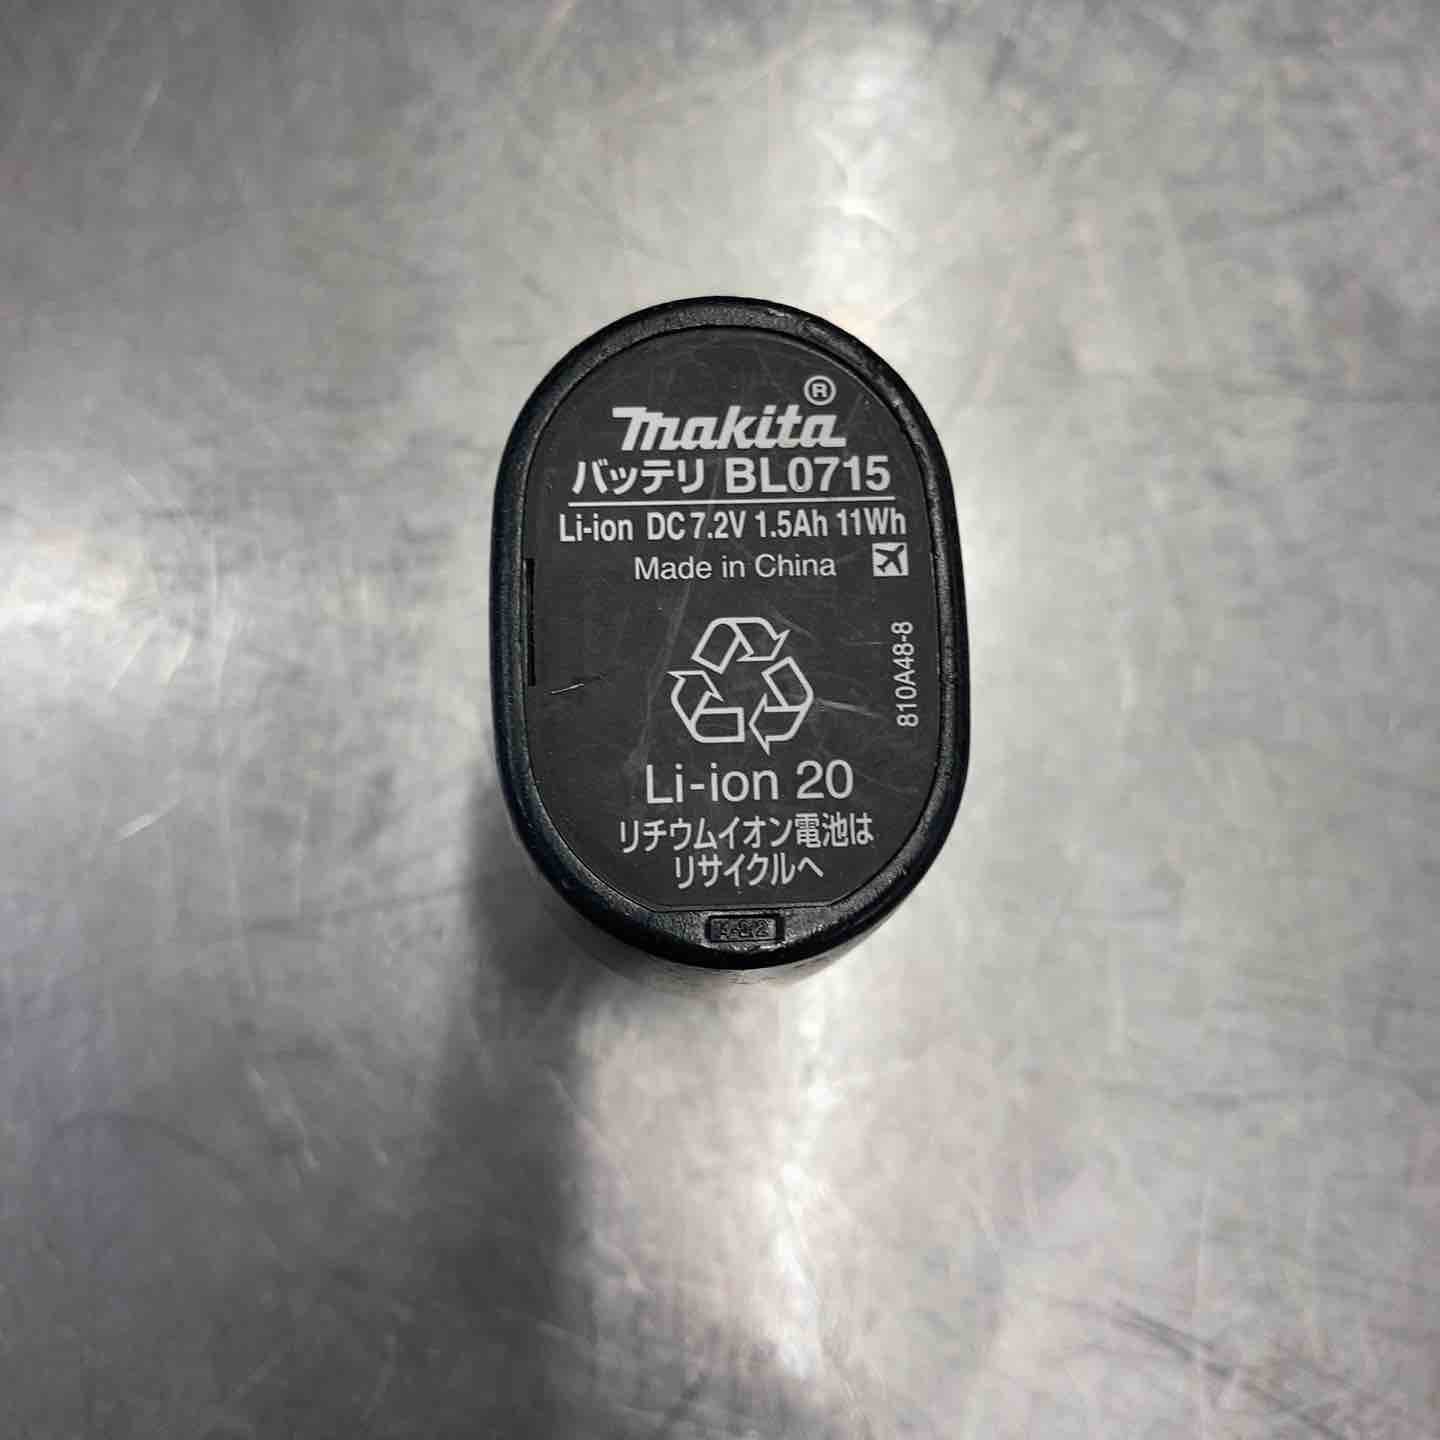 makita®
バッテリ BL0715
Li-ion DC 7.2V 1.5Ah 11Wh
Made in China
810A48-8
Li-ion 20
リチウムイオン電池は
リサイクルへ